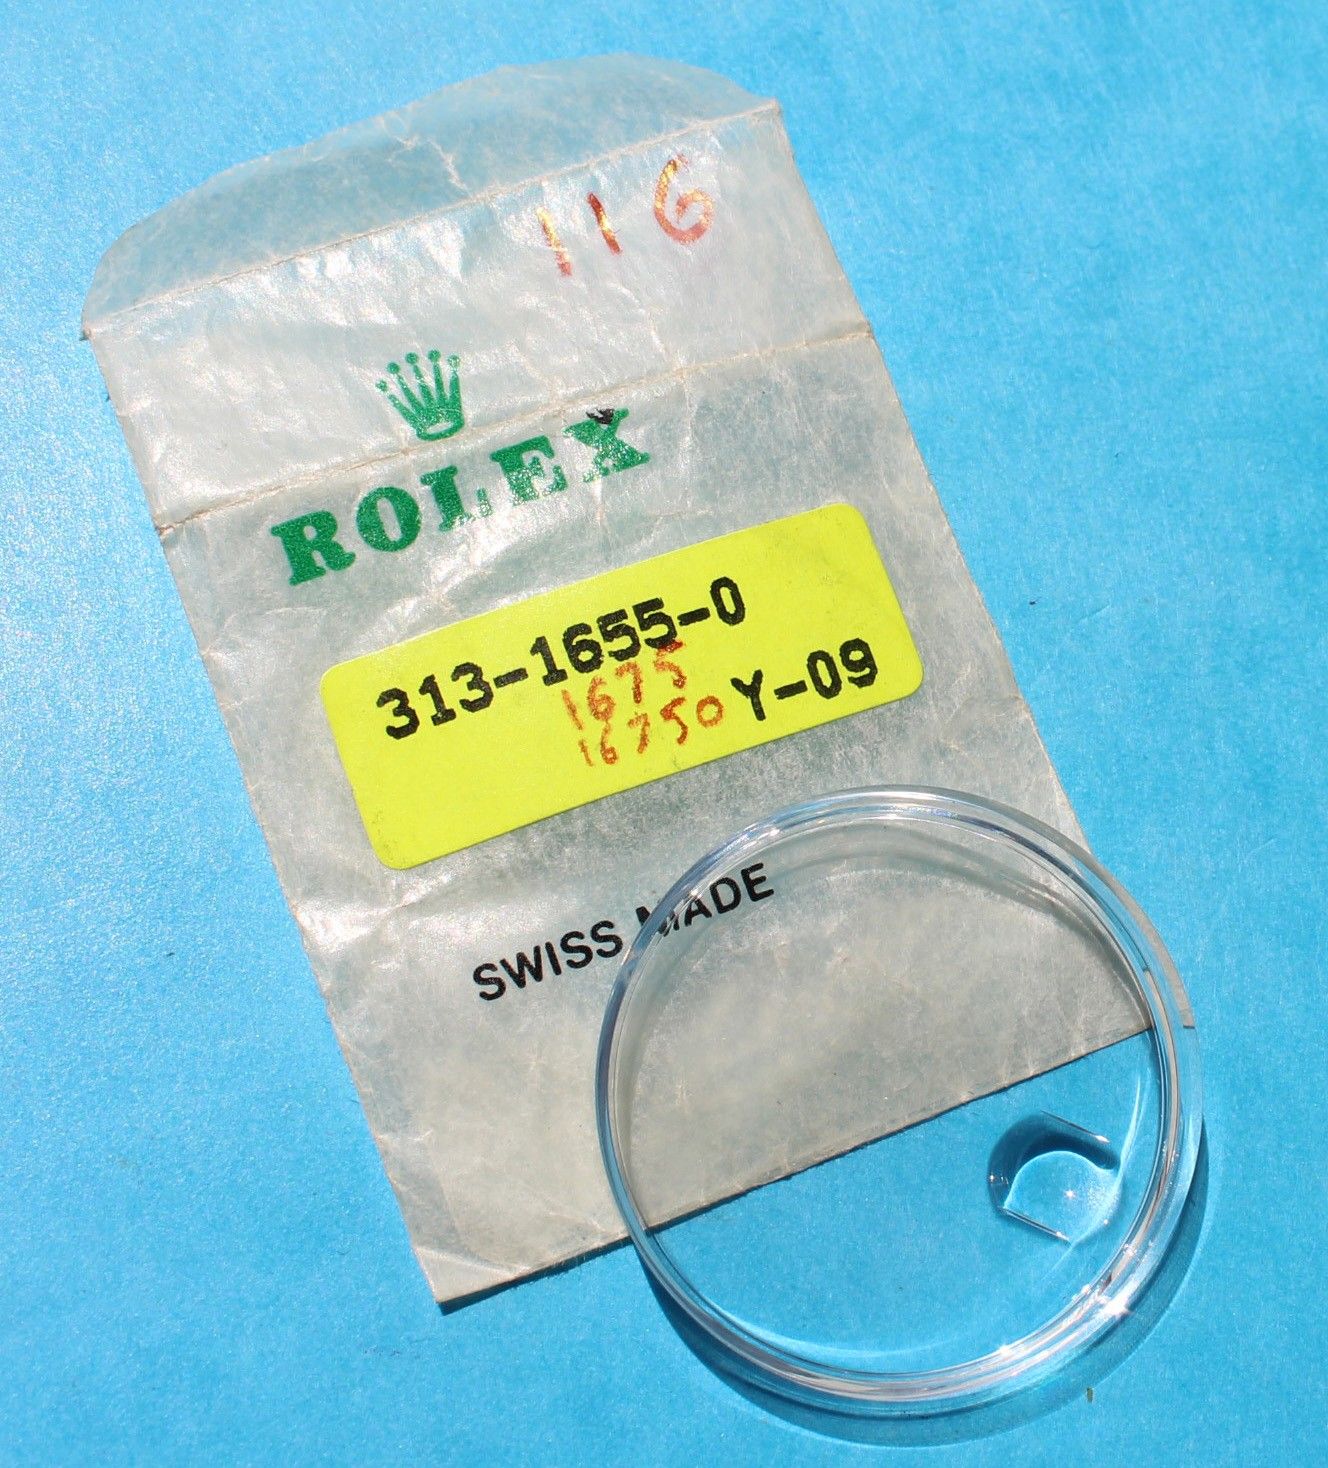 116
ROLEX
313-1655-0
1675
16750 Y-09
SWISS MADE